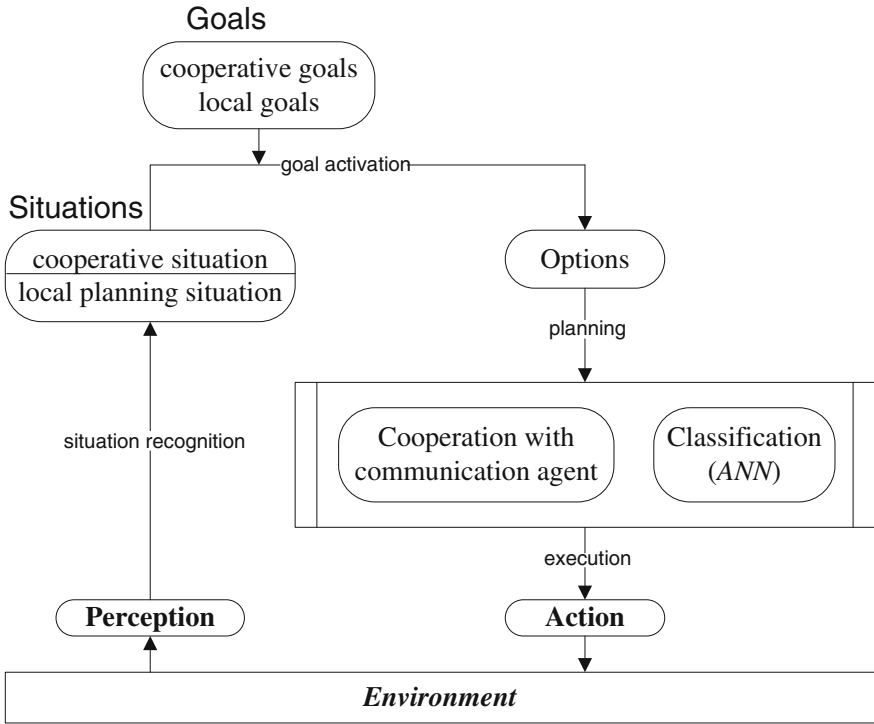 Goals
cooperative goals
local goals
goal activation
Situations
cooperative situation
local planning situation
Options
planning
situation recognition
Cooperation with
communication agent
Classification
(ANN)
execution
Perception
Action
Environment